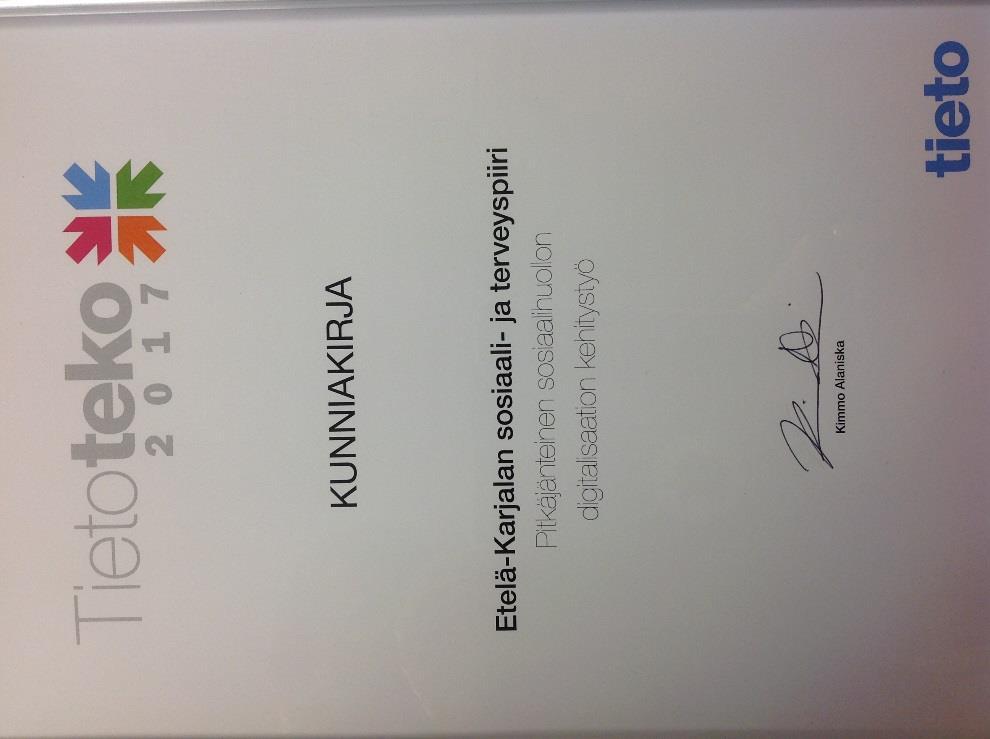 Tietoteko
2017
KUNNIAKIRJA
Etelä-Karjalan sosiaali- ja terveyspiiri
Pitkäjänteinen sosiaalihuollon
digitalisaation kehitystyö
Kimmo Alaniska
tieto